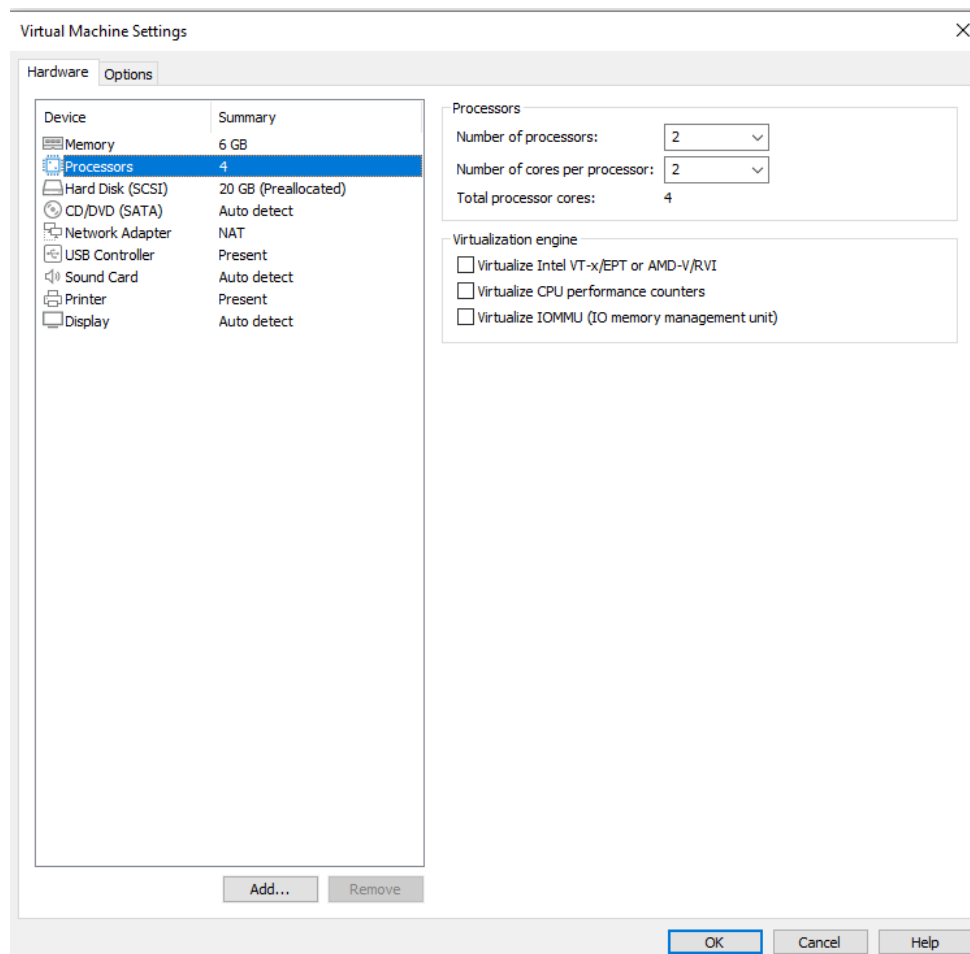 Virtual Machine Settings
Hardware Options
Device Summary
Memory 6 GB
Processors 4
Hard Disk (SCSI) 20 GB (Preallocated)
CD/DVD (SATA) Auto detect
Network Adapter NAT
USB Controller Present
Sound Card Auto detect
Printer Present
Display Auto detect
Add... Remove
Processors
Number of processors: 2
Number of cores per processor: 2
Total processor cores: 4
Virtualization engine
Virtualize Intel VT-x/EPT or AMD-V/RVI
Virtualize CPU performance counters
Virtualize IOMMU (IO memory management unit)
OK Cancel Help